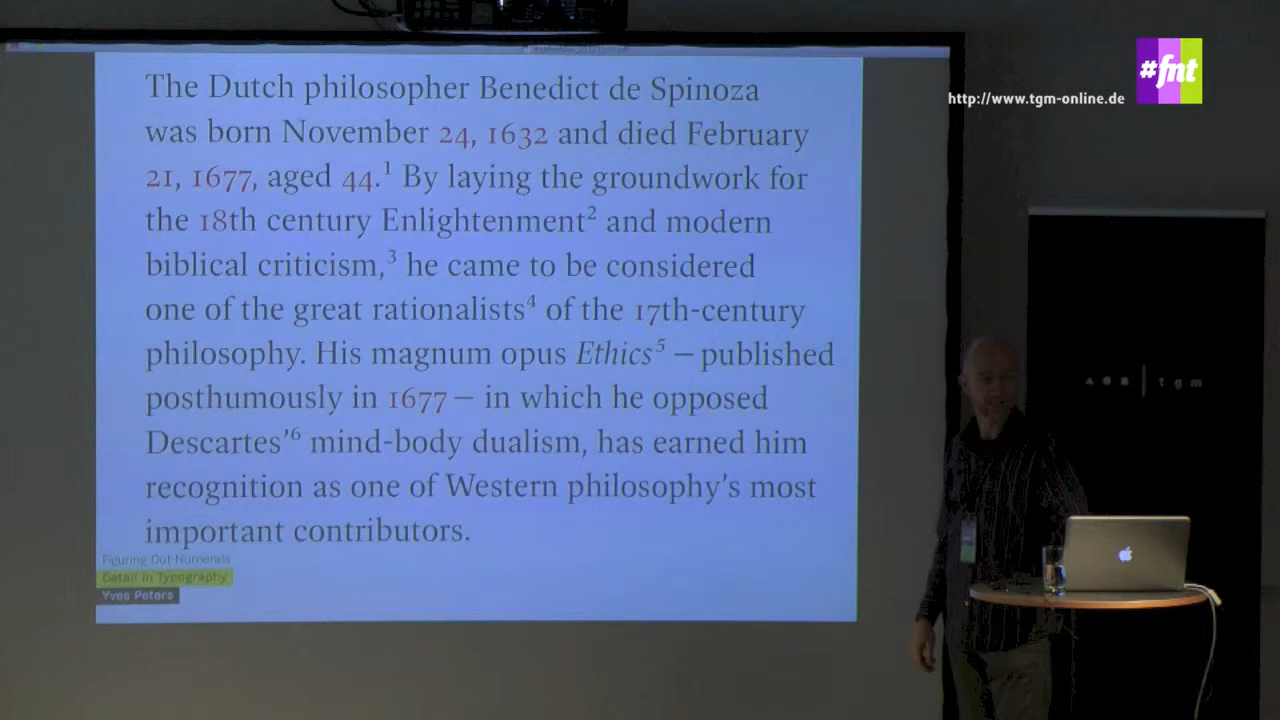 The Dutch philosopher Benedict de Spinoza
was born November 24, 1632 and died February
21, 1677, aged 44.¹ By laying the groundwork for
the 18th century Enlightenment² and modern
biblical criticism,³ he came to be considered
one of the great rationalists⁴ of the 17th-century
philosophy. His magnum opus Ethics⁵ – published
posthumously in 1677 – in which he opposed
Descartes’⁶ mind-body dualism, has earned him
recognition as one of Western philosophy’s most
important contributors.
Figuring Out Numerals
Detail in Typography
Yves Peters
#fnt
http://www.tgm-online.de
tgm